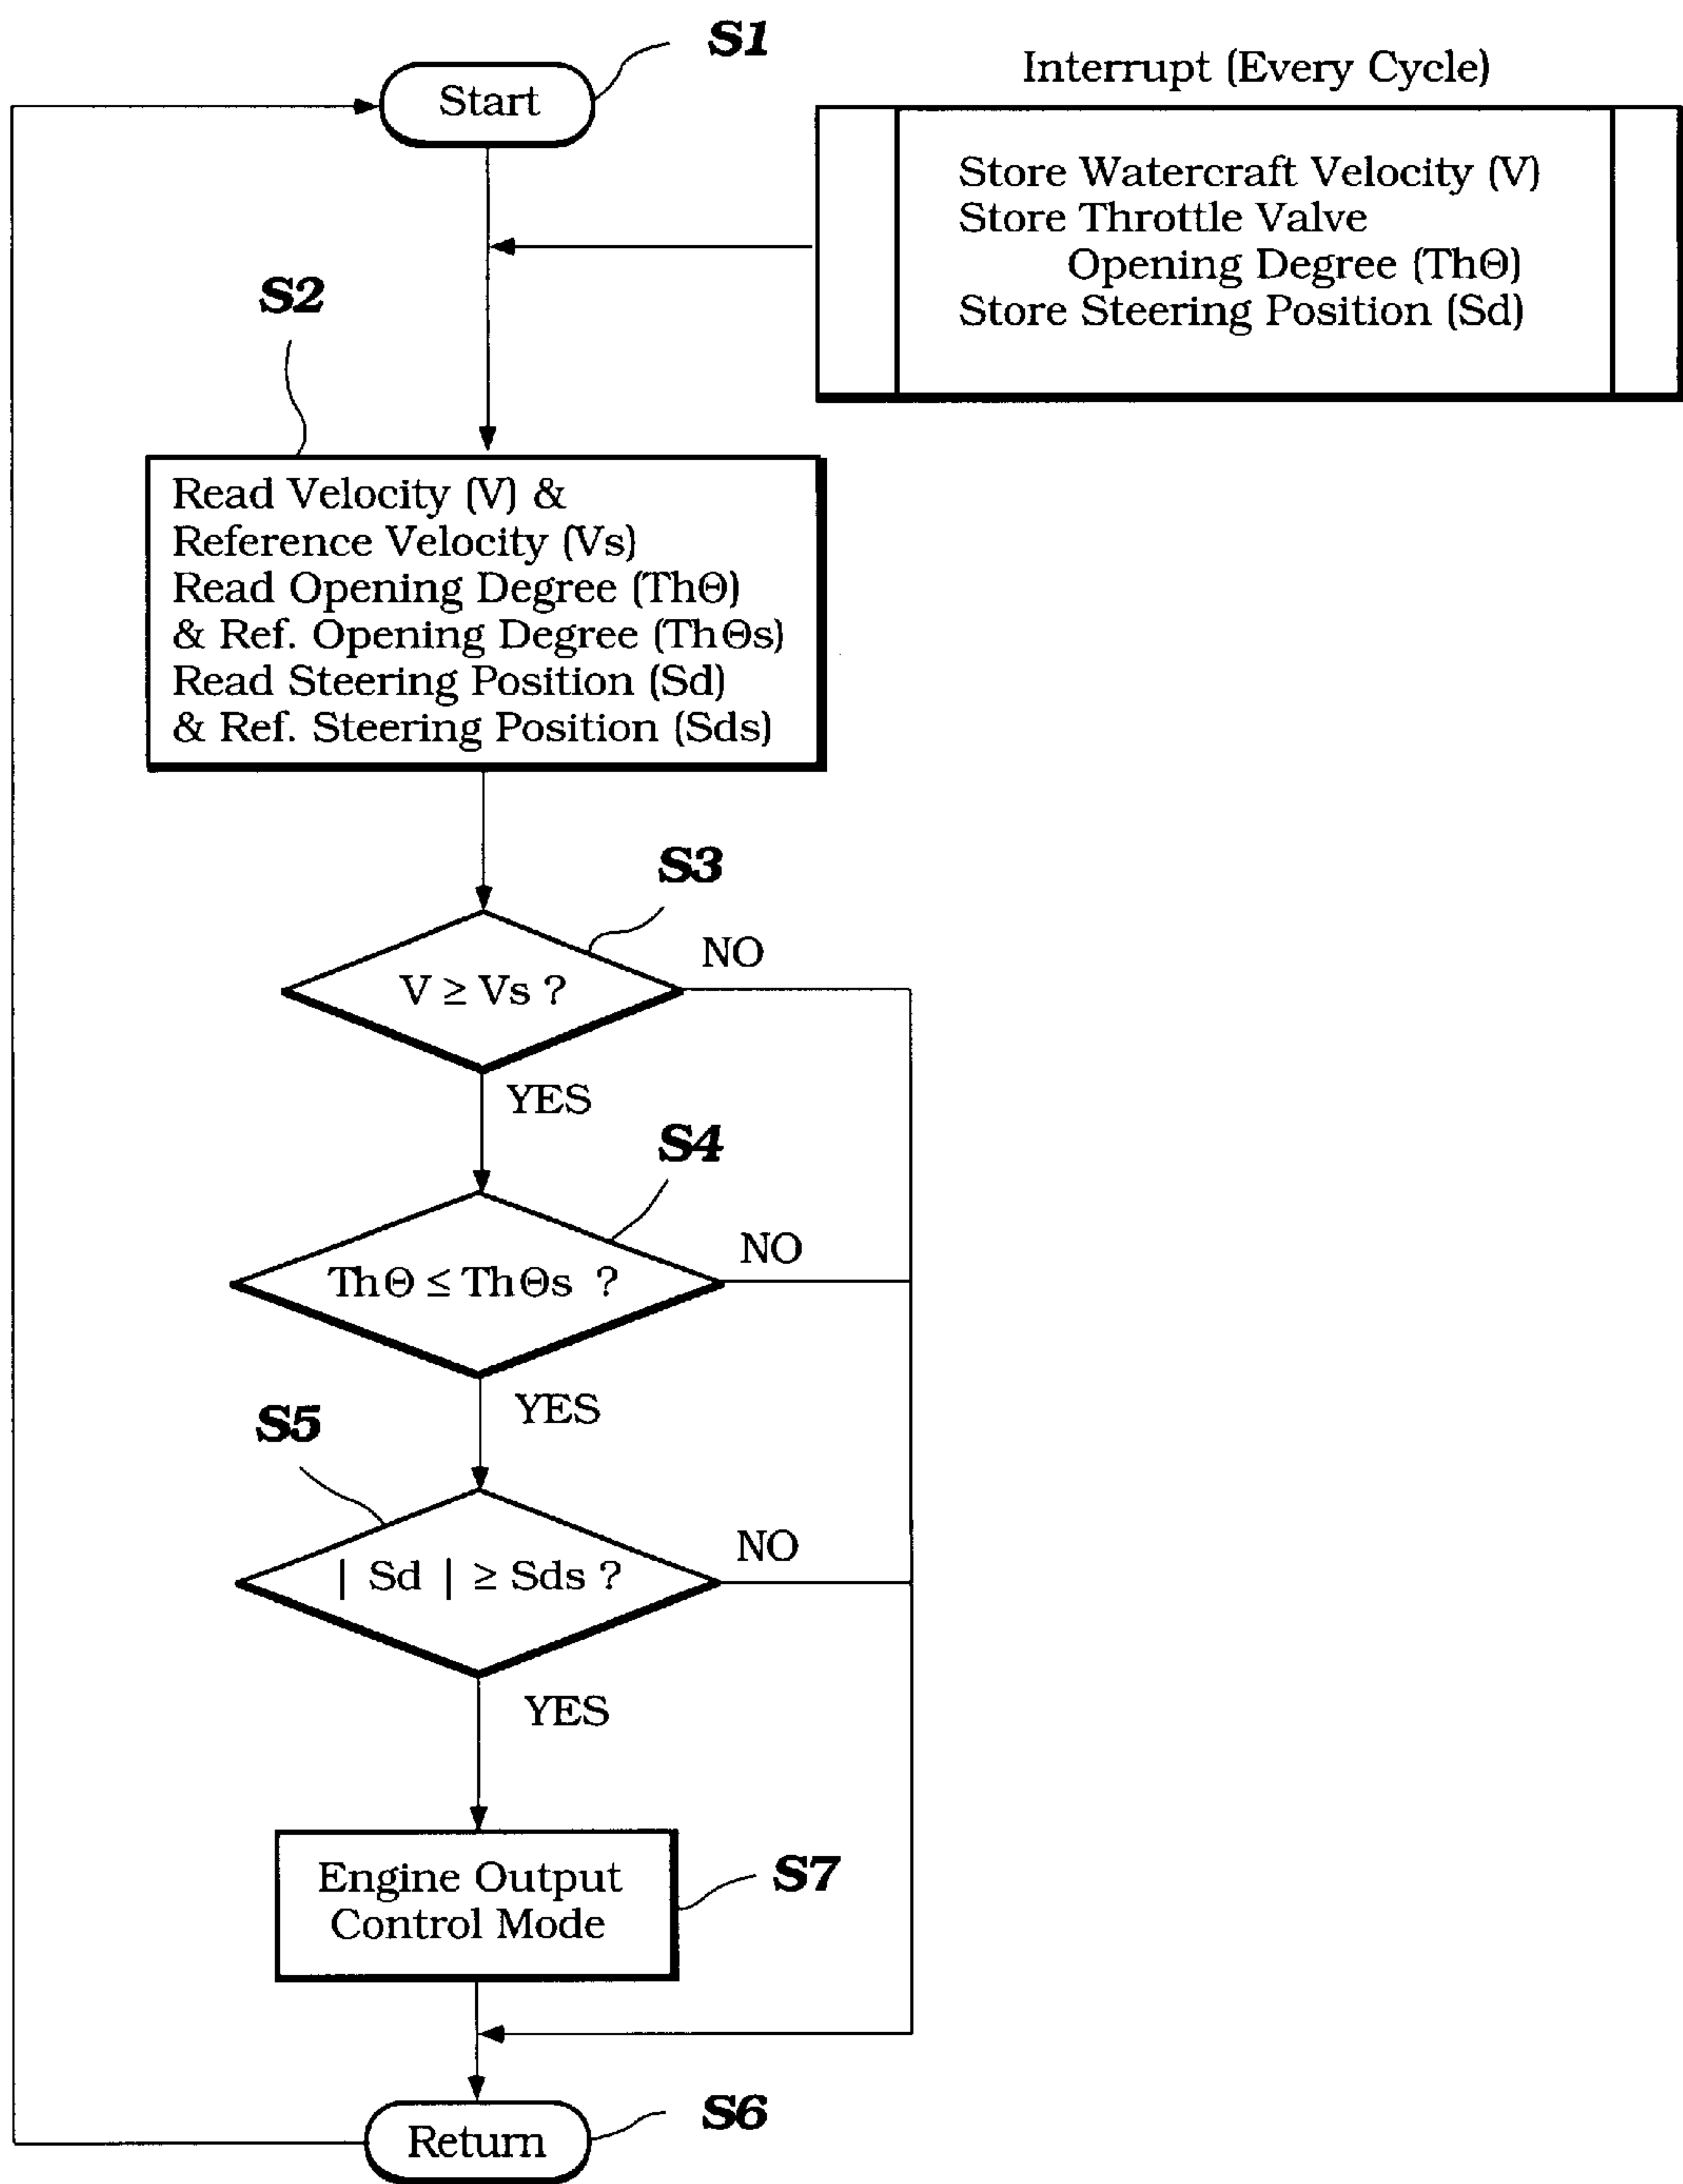 S1
Start
Interrupt (Every Cycle)
Store Watercraft Velocity (V)
Store Throttle Valve
Opening Degree (ThΘ)
Store Steering Position (Sd)
S2
Read Velocity (V) &
Reference Velocity (Vs)
Read Opening Degree (ThΘ)
& Ref. Opening Degree (ThΘs)
Read Steering Position (Sd)
& Ref. Steering Position (Sds)
S3
NO
V ≥ Vs ?
YES
S4
NO
ThΘ ≤ ThΘs ?
YES
S5
NO
| Sd | ≥ Sds ?
YES
Engine Output
Control Mode
S7
Return
S6